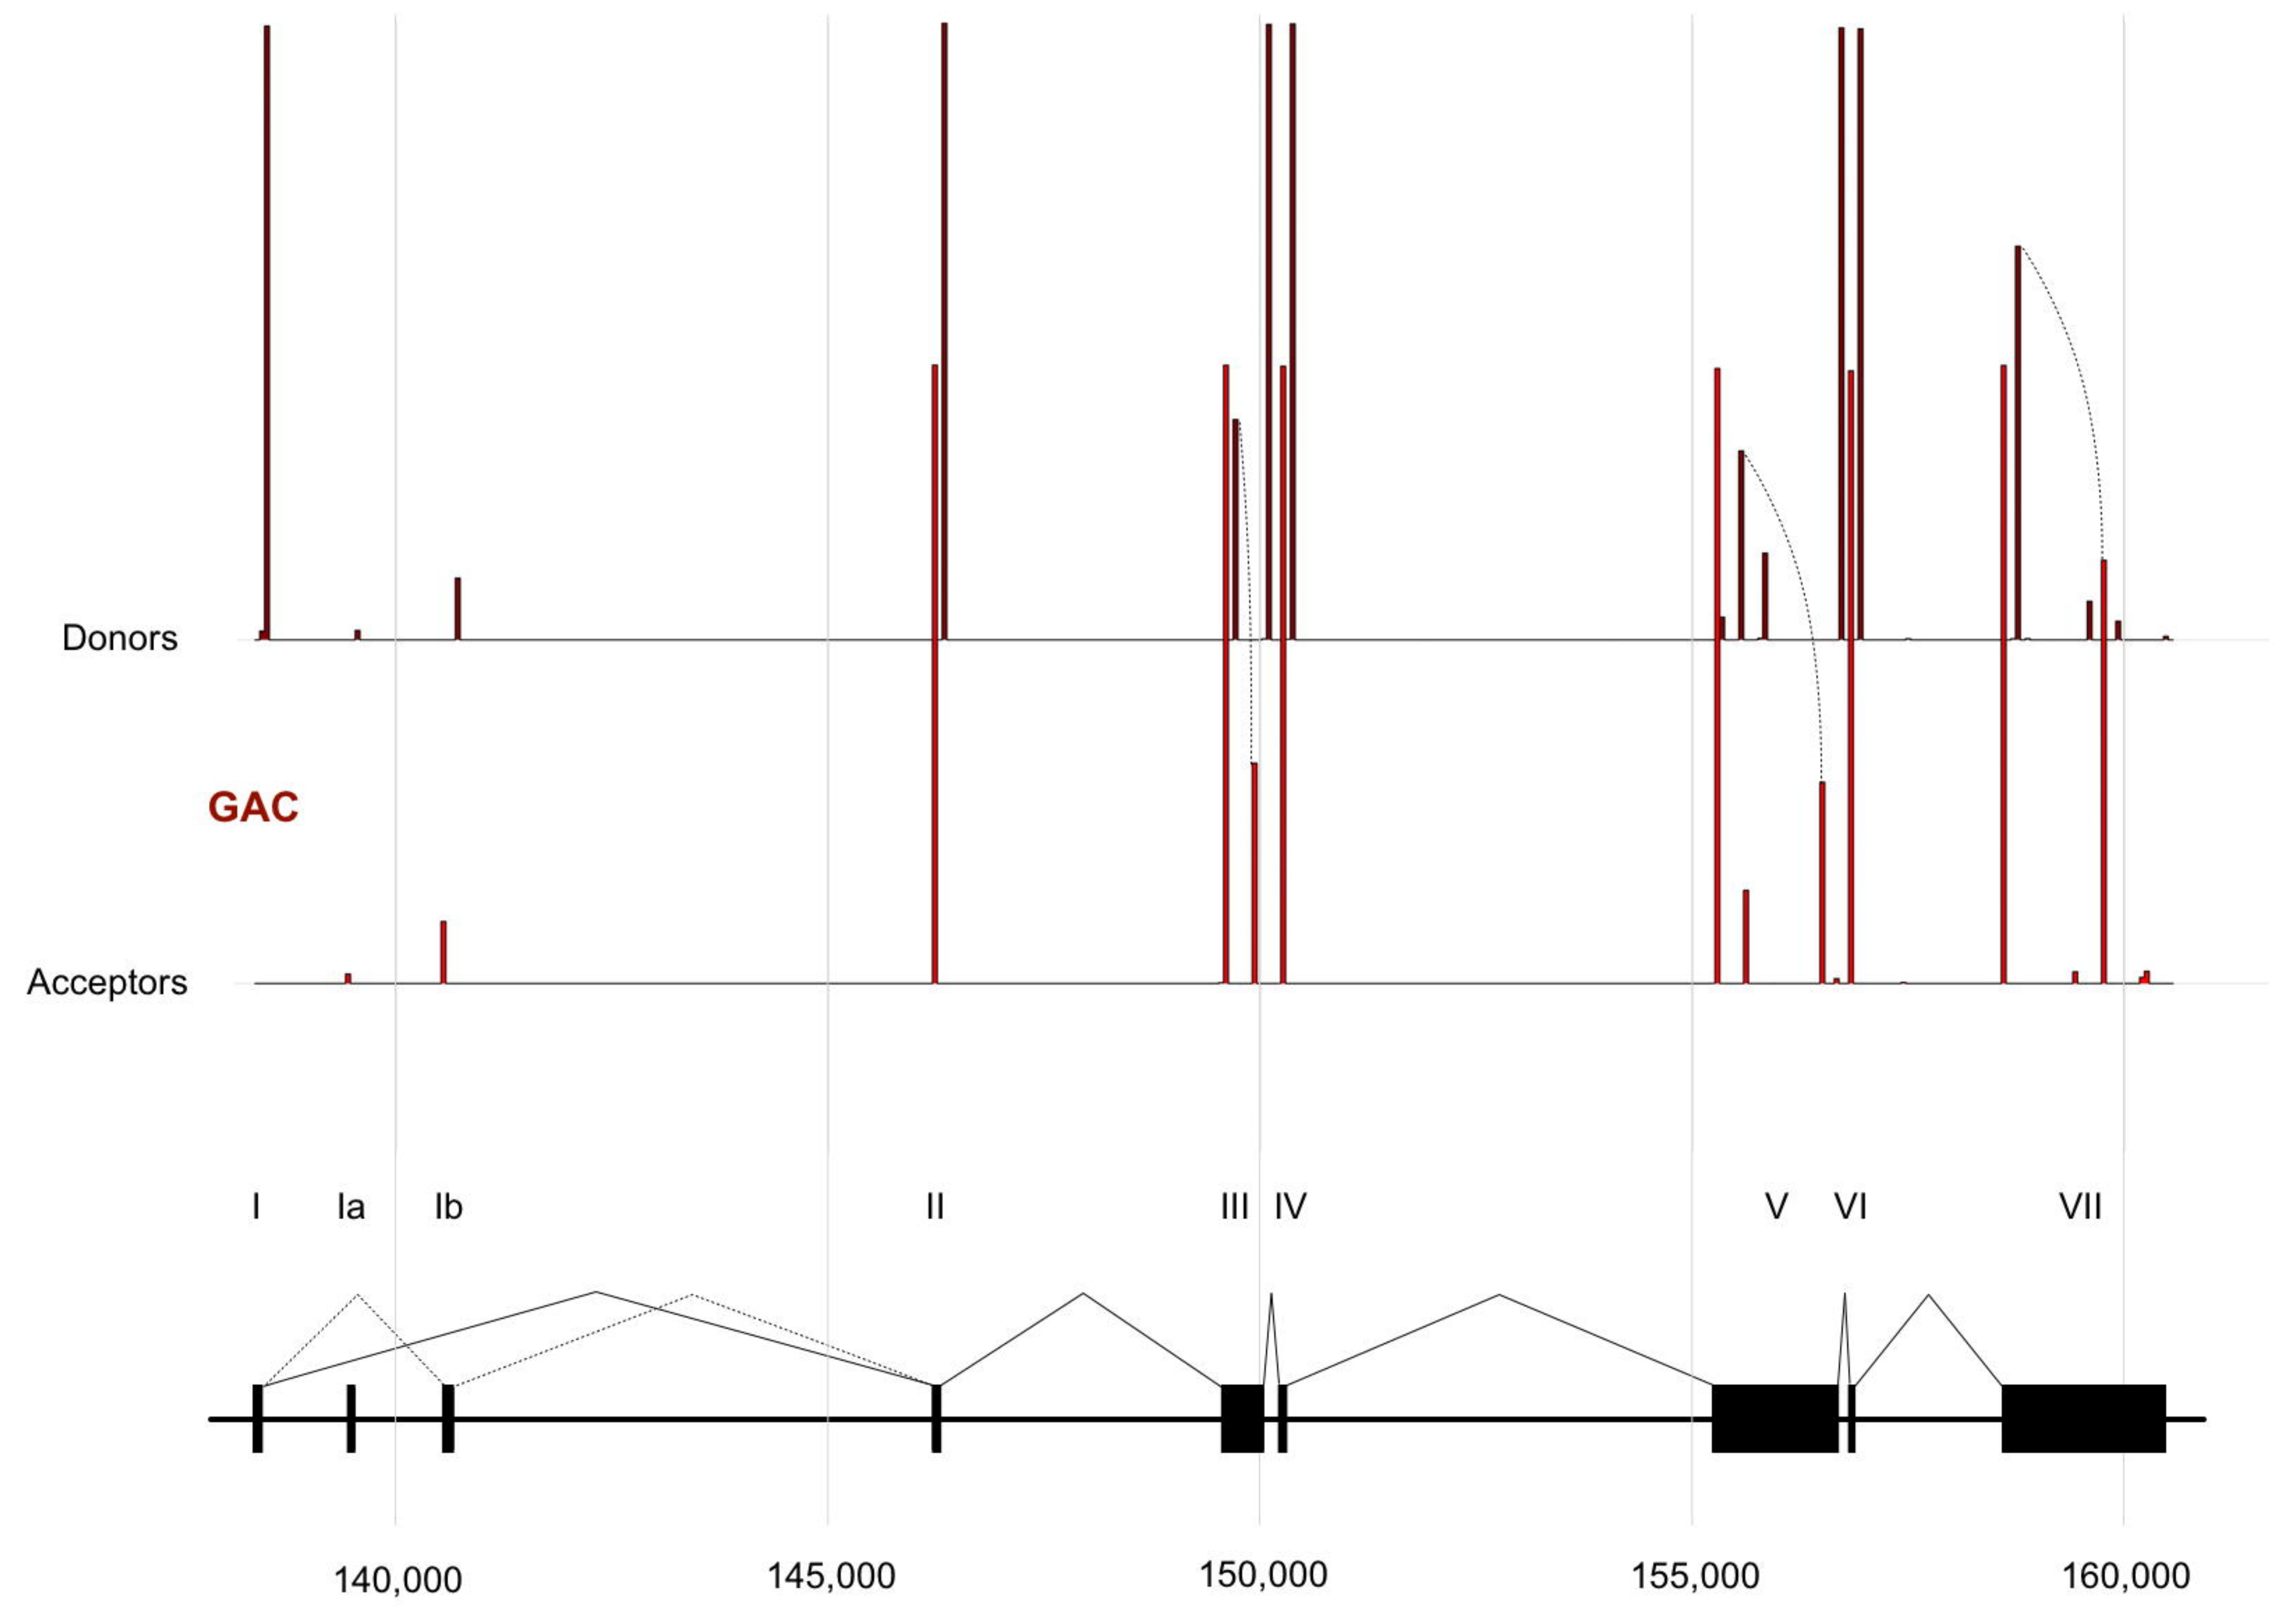 Donors
GAC
Acceptors
I Ia Ib II III IV V VI VII
140,000 145,000 150,000 155,000 160,000